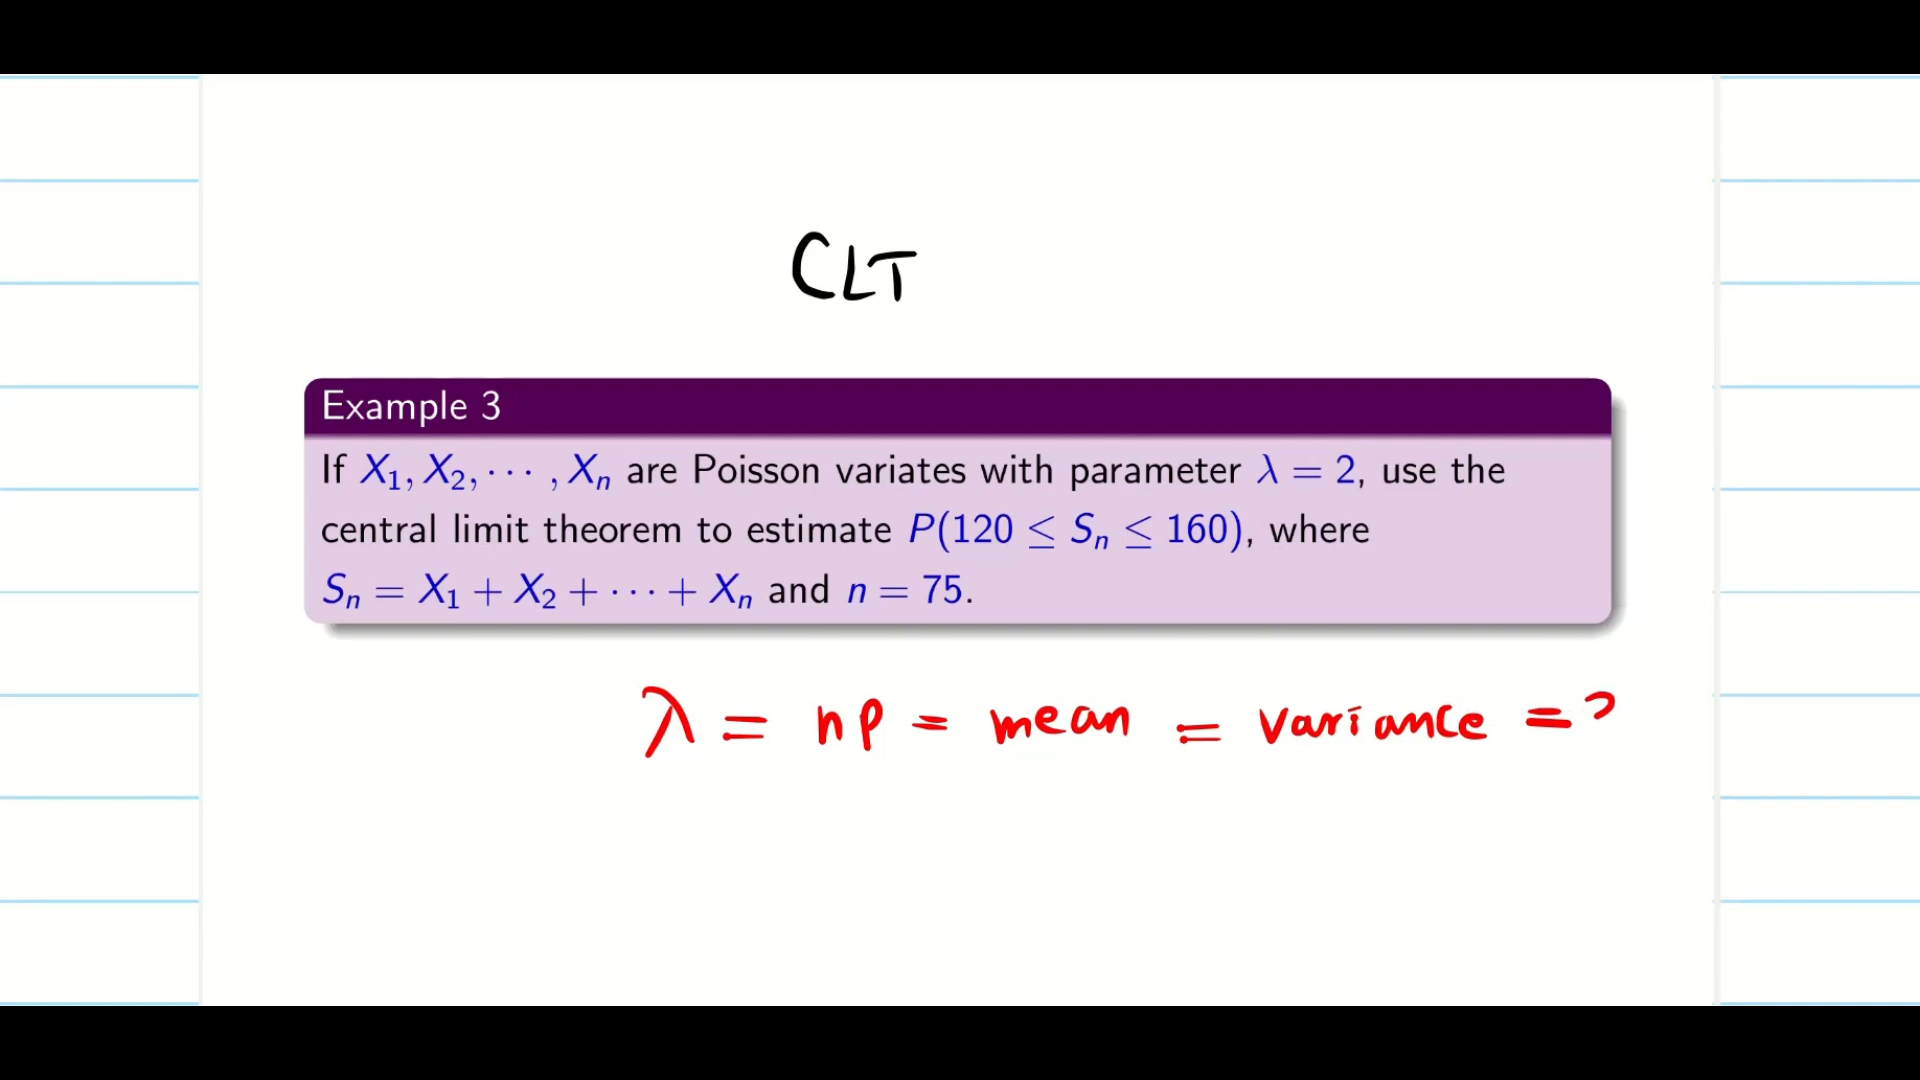 CLT
Example 3
If X₁, X₂, ⋯ , Xₙ are Poisson variates with parameter λ = 2, use the
central limit theorem to estimate P(120 ≤ Sₙ ≤ 160), where
Sₙ = X₁ + X₂ + ⋯ + Xₙ and n = 75.
λ = np = mean = variance =